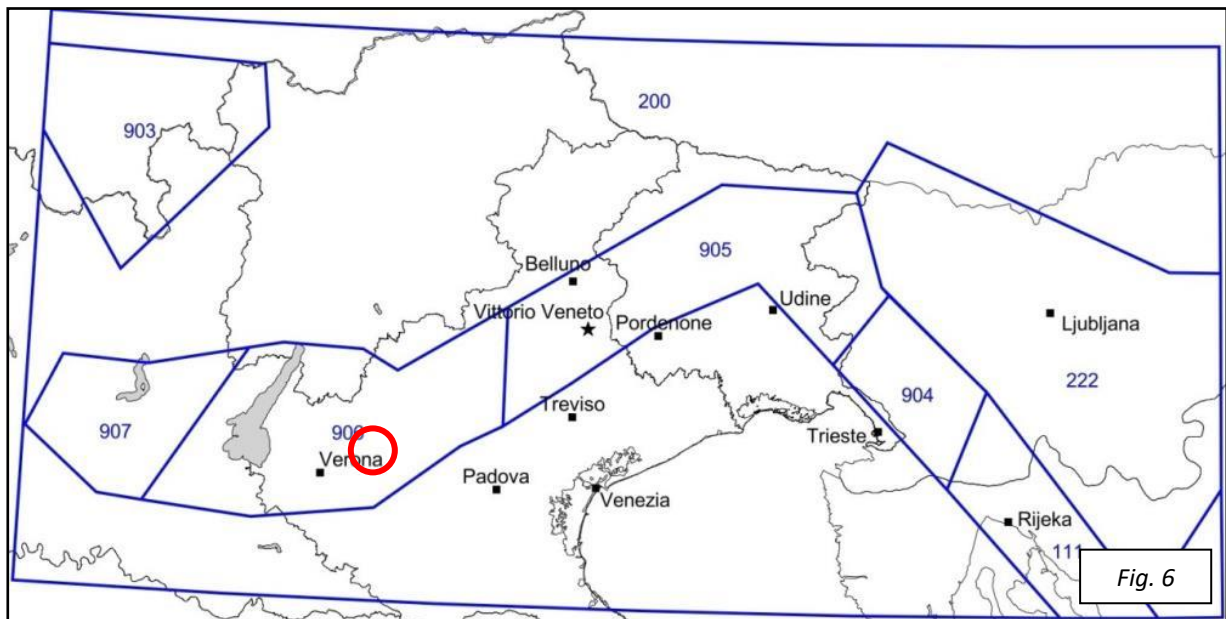 200
903
905
Belluno
Udine
Vittorio Veneto
Pordenone
Ljubljana
222
904
Treviso
907
Trieste
Verona
Padova
Venezia
Rijeka
111
Fig. 6